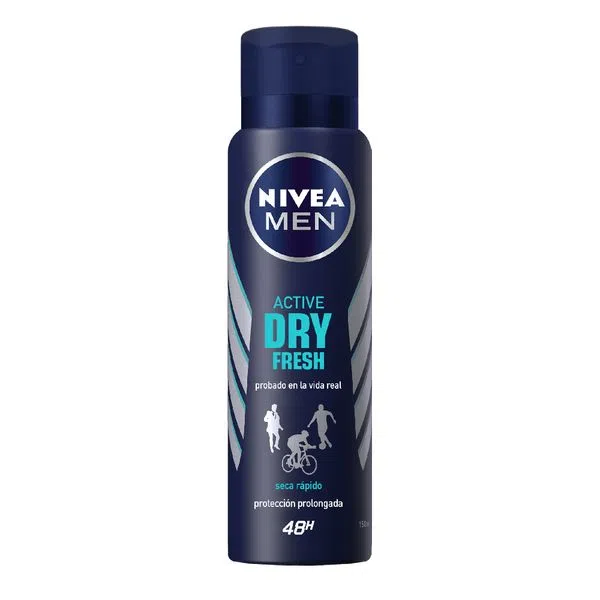 NIVEA
MEN
ACTIVE
DRY
FRESH
probado en la vida real
seca rápido
protección prolongada
48H